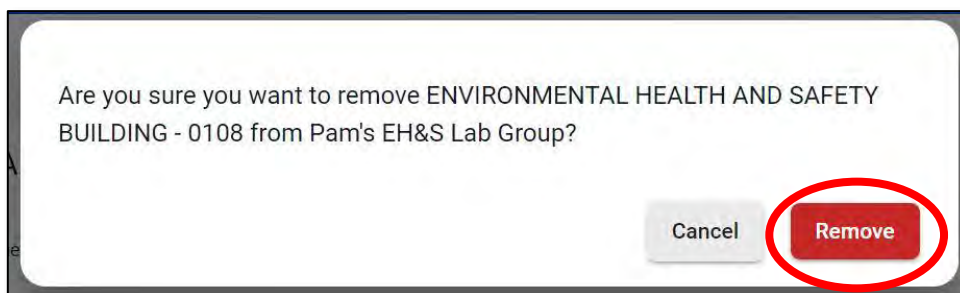 Are you sure you want to remove ENVIRONMENTAL HEALTH AND SAFETY
BUILDING - 0108 from Pam's EH&S Lab Group?
Cancel
Remove